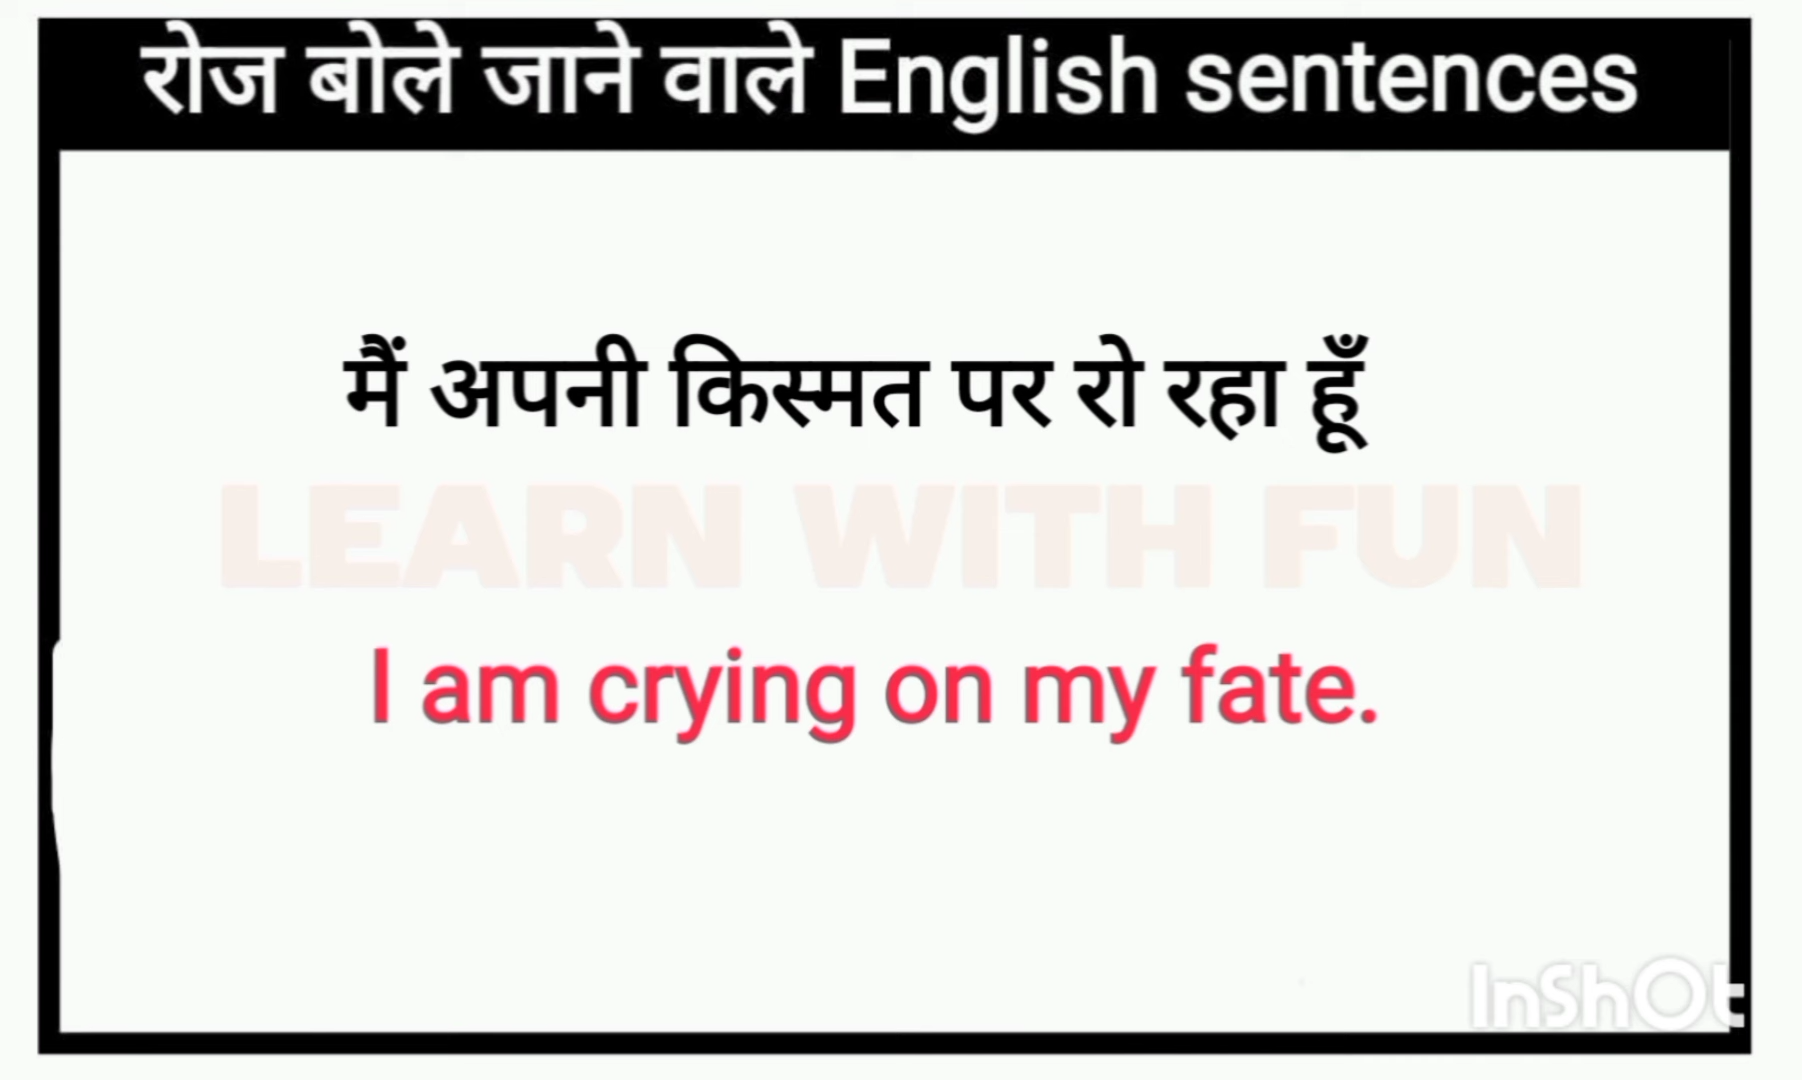 रोज बोले जाने वाले English sentences
मैं अपनी किस्मत पर रो रहा हूँ
LEARN WITH FUN
I am crying on my fate.
InShOt